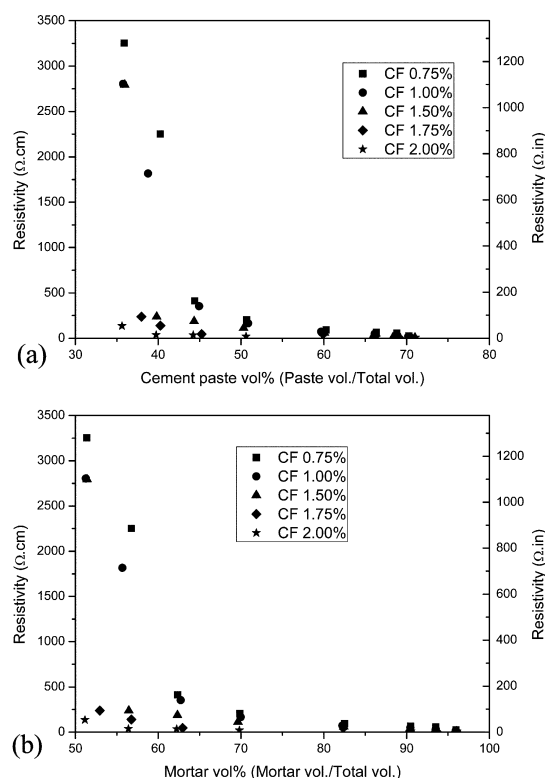 3500
3000
2500
2000
1500
1000
500
0
Resistivity (Ω.cm)
1200
1000
800
600
400
200
0
Resistivity (Ω.in)
CF 0.75%
CF 1.00%
CF 1.50%
CF 1.75%
CF 2.00%
30 40 50 60 70 80
(a)
Cement paste vol% (Paste vol./Total vol.)
3500
3000
2500
2000
1500
1000
500
0
Resistivity (Ω.cm)
1200
1000
800
600
400
200
0
Resistivity (Ω.in)
CF 0.75%
CF 1.00%
CF 1.50%
CF 1.75%
CF 2.00%
50 60 70 80 90 100
(b)
Mortar vol% (Mortar vol./Total vol.)